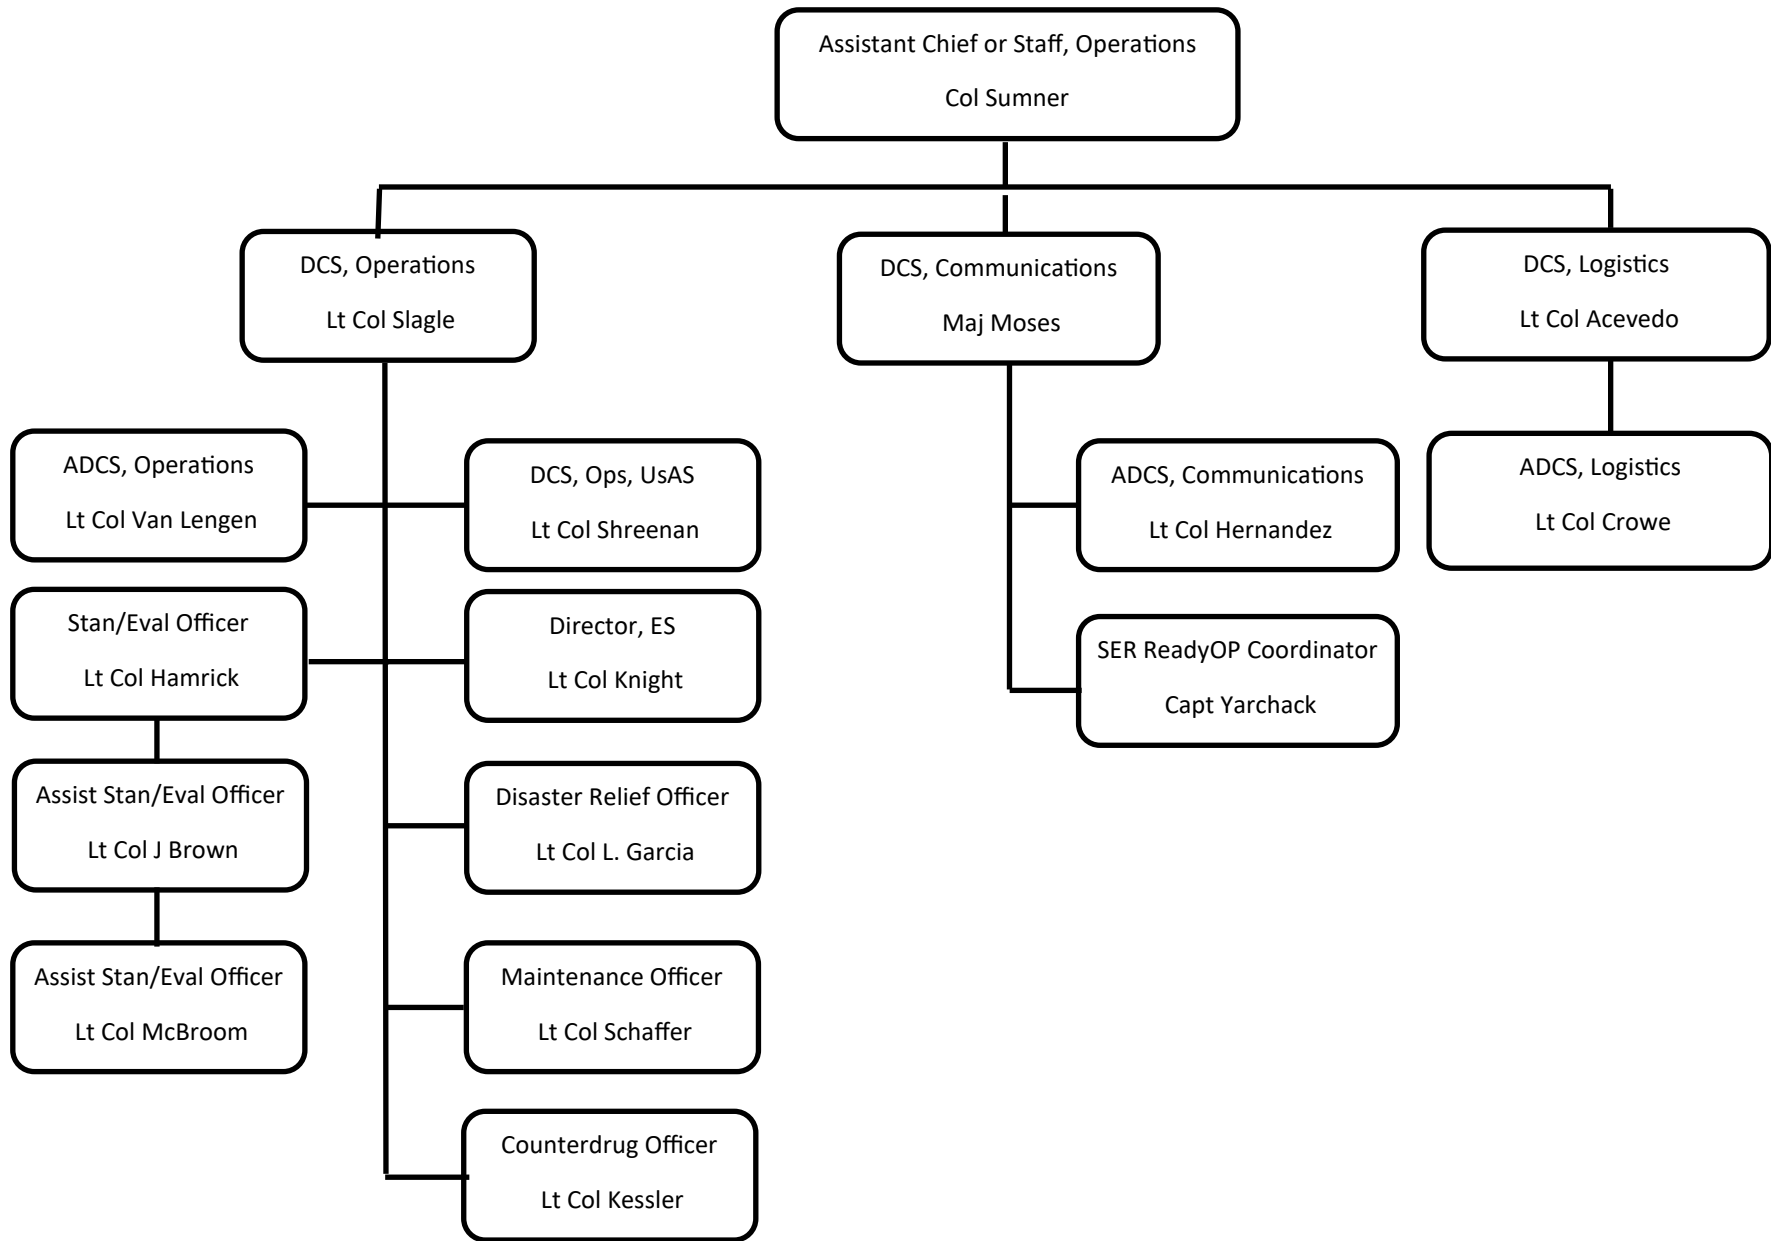 Assistant Chief or Staff, Operations
Col Sumner
DCS, Operations
Lt Col Slagle
DCS, Communications
Maj Moses
DCS, Logistics
Lt Col Acevedo
ADCS, Operations
Lt Col Van Lengen
DCS, Ops, UsAS
Lt Col Shreenan
ADCS, Communications
Lt Col Hernandez
ADCS, Logistics
Lt Col Crowe
Stan/Eval Officer
Lt Col Hamrick
Director, ES
Lt Col Knight
SER ReadyOP Coordinator
Capt Yarchack
Assist Stan/Eval Officer
Lt Col J Brown
Disaster Relief Officer
Lt Col L. Garcia
Assist Stan/Eval Officer
Lt Col McBroom
Maintenance Officer
Lt Col Schaffer
Counterdrug Officer
Lt Col Kessler